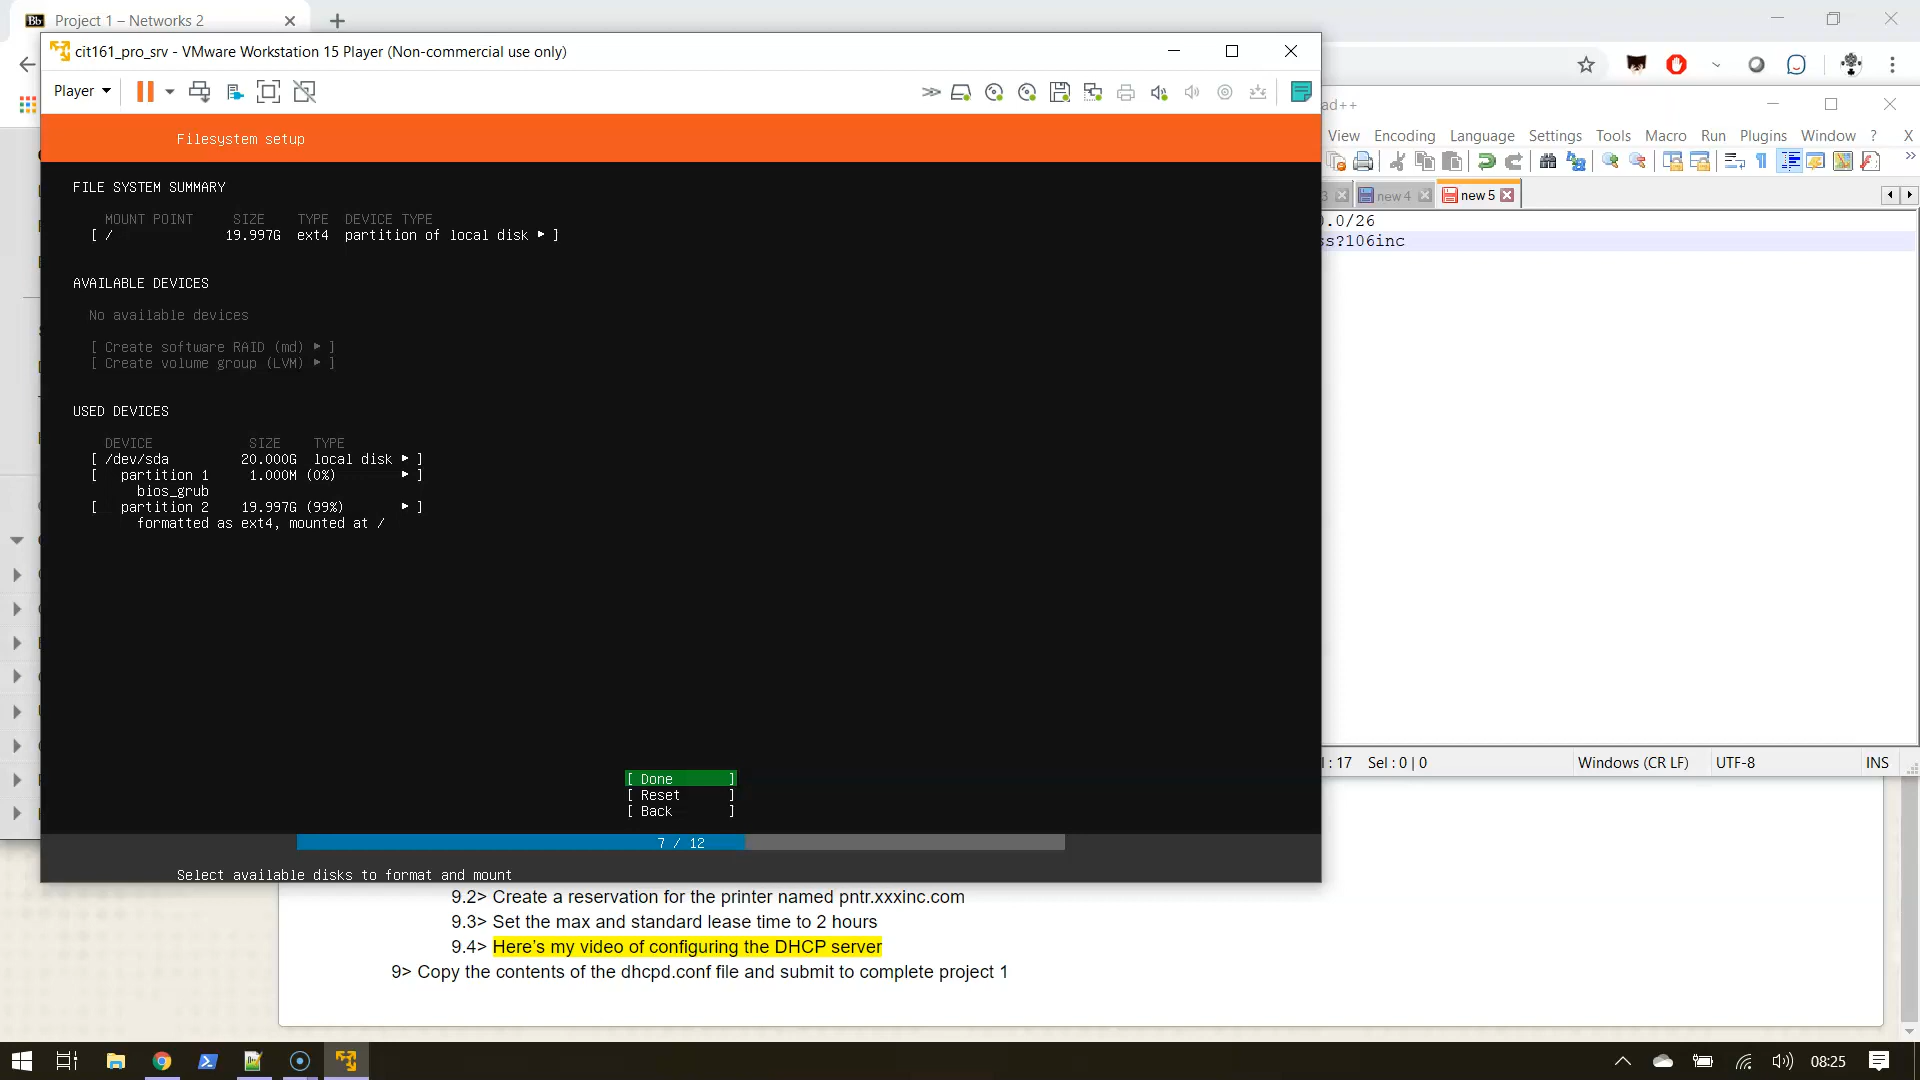 Project 1 – Networks 2
cit161_pro_srv - VMware Workstation 15 Player (Non-commercial use only)
Player
ad++
View Encoding Language Settings Tools Macro Run Plugins Window ? X
3 new 4 new 5
0.0/26
ss?106inc
Filesystem setup
FILE SYSTEM SUMMARY
MOUNT POINT SIZE TYPE DEVICE TYPE
[ / 19.997G ext4 partition of local disk ▸ ]
AVAILABLE DEVICES
No available devices
[ Create software RAID (md) ▸ ]
[ Create volume group (LVM) ▸ ]
USED DEVICES
DEVICE SIZE TYPE
[ /dev/sda 20.000G local disk ▸ ]
[ partition 1 1.000M (0%) ▸ ]
bios_grub
[ partition 2 19.997G (99%) ▸ ]
formatted as ext4, mounted at /
[ Done ]
[ Reset ]
[ Back ]
7 / 12
Select available disks to format and mount
: 17 Sel : 0 | 0 Windows (CR LF) UTF-8 INS
9.2> Create a reservation for the printer named pntr.xxxinc.com
9.3> Set the max and standard lease time to 2 hours
9.4> Here's my video of configuring the DHCP server
9> Copy the contents of the dhcpd.conf file and submit to complete project 1
08:25